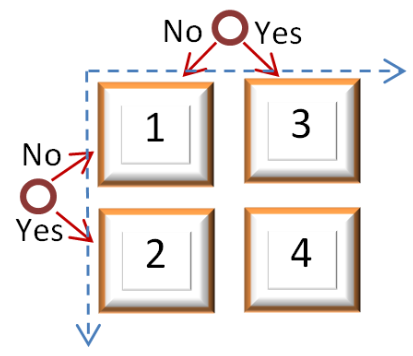 No Yes
1 3
No
Yes
2 4